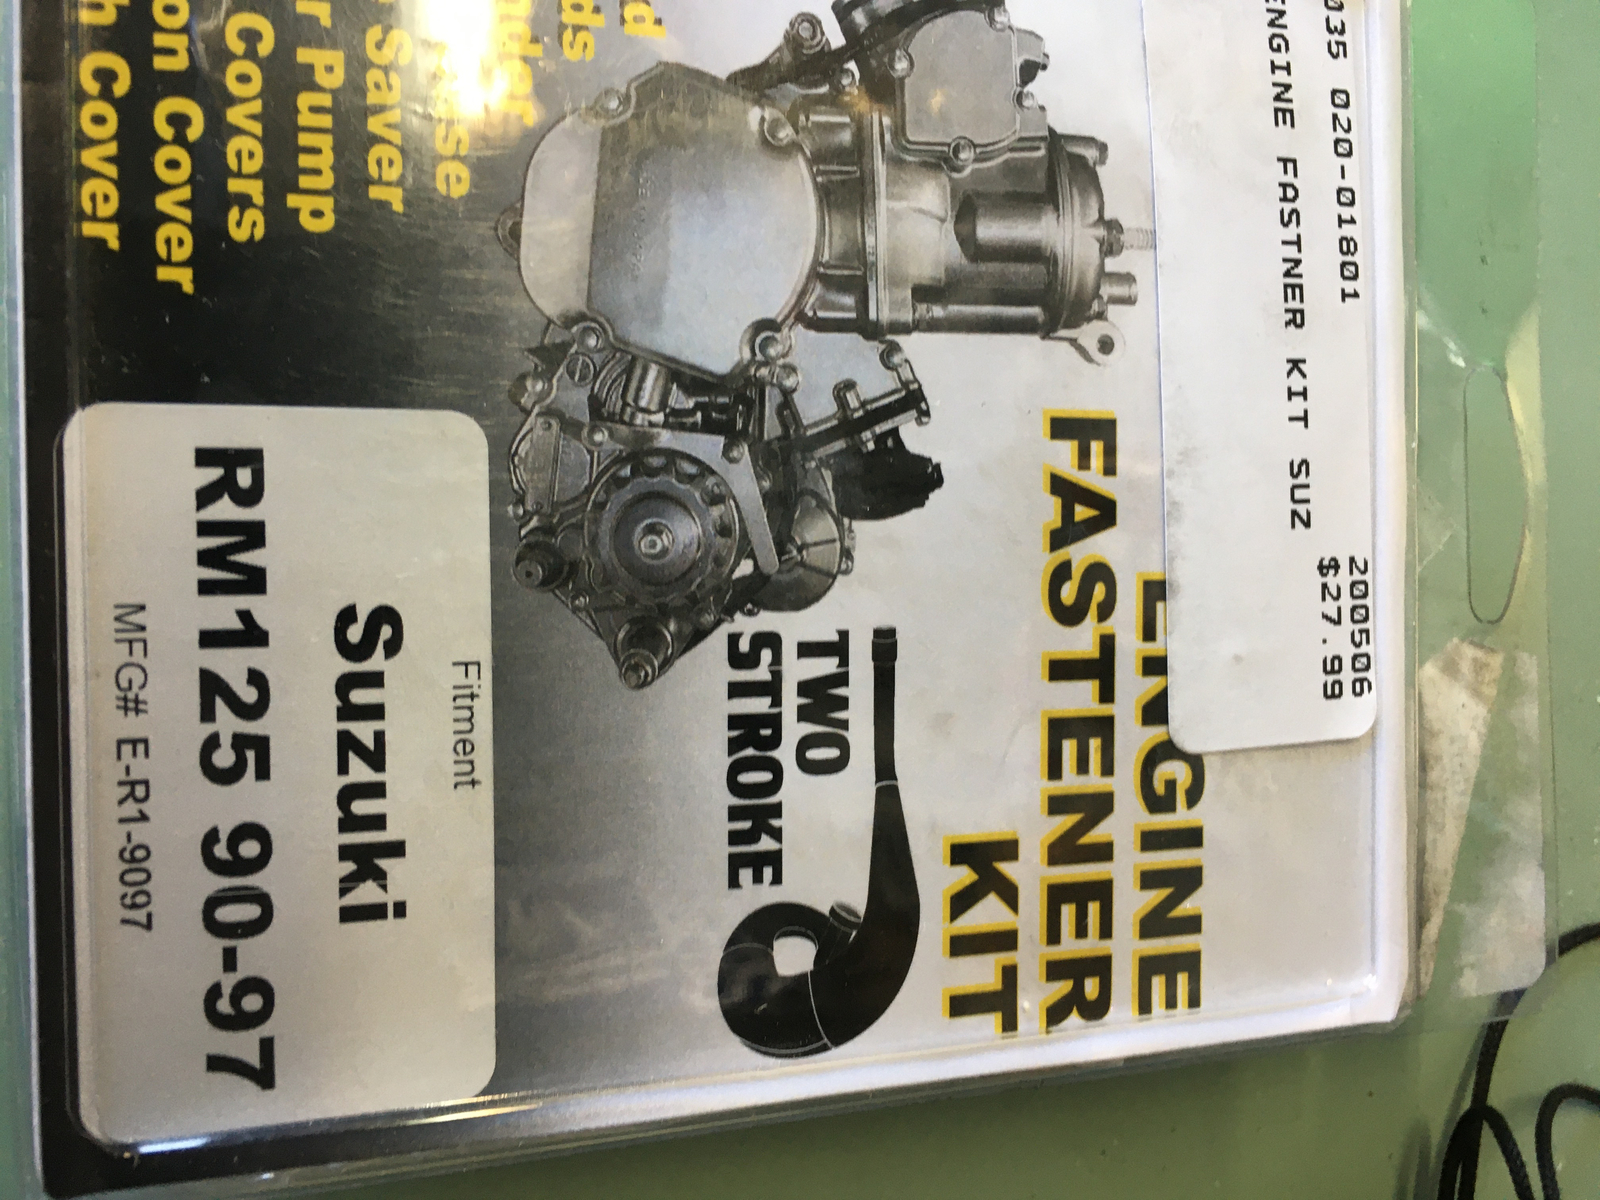 035 020-01801
200506
ENGINE FASTNER KIT SUZ
$27.99
ENGINE
FASTENER
KIT
TWO
STROKE
Saver
Pump
Covers
Cover
Cover
Fitment
Suzuki
RM125 90-97
MFG# E-R1-9097